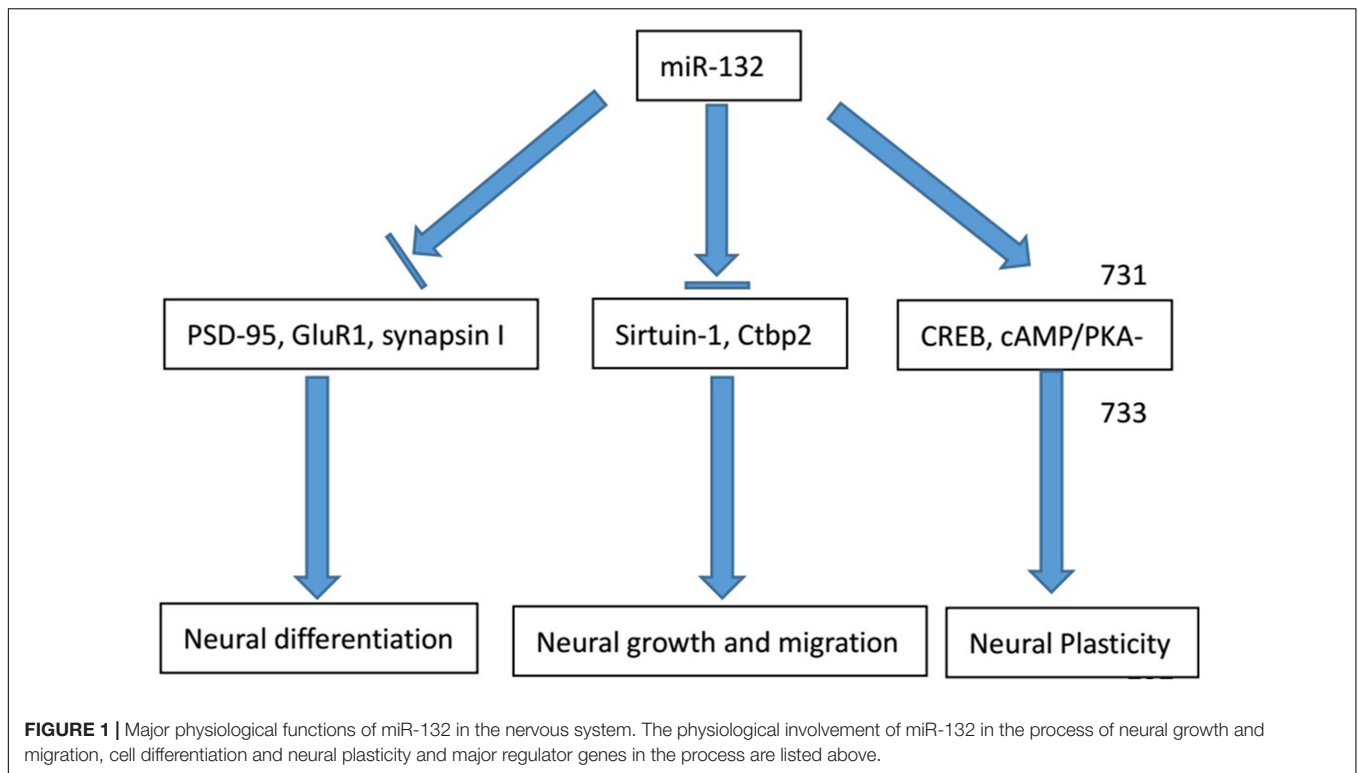 miR-132
731
PSD-95, GluR1, synapsin I
Sirtuin-1, Ctbp2
CREB, cAMP/PKA-
733
Neural differentiation
Neural growth and migration
Neural Plasticity
FIGURE 1 | Major physiological functions of miR-132 in the nervous system. The physiological involvement of miR-132 in the process of neural growth and
migration, cell differentiation and neural plasticity and major regulator genes in the process are listed above.